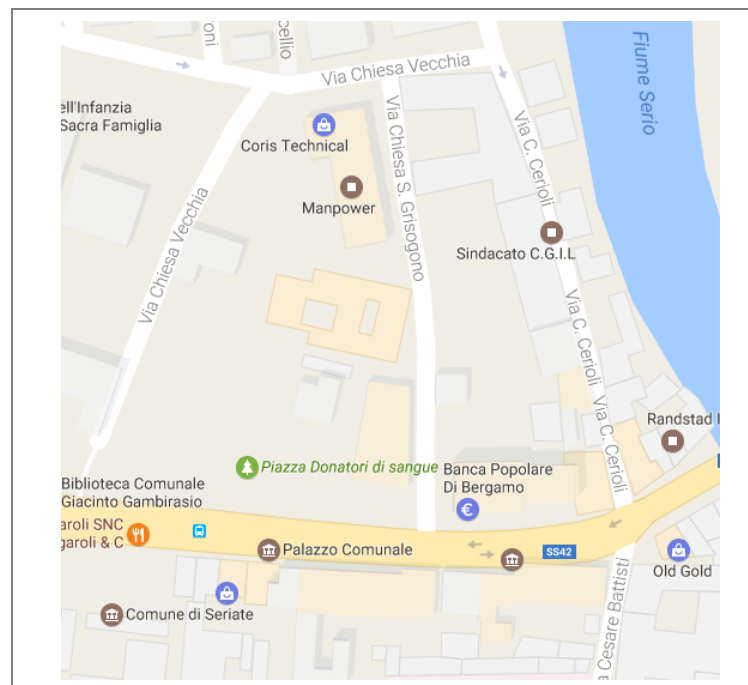 oni
cellio
Via Chiesa Vecchia
Fiume Serio
ell'Infanzia
Sacra Famiglia
Coris Technical
Via Chiesa S. Grisogono
Via C. Cerioli
Manpower
Sindacato C.G.I.L
Via Chiesa Vecchia
Via C. Cerioli
Via C. Cerioli
Randstad
Piazza Donatori di sangue
Banca Popolare
Di Bergamo
Biblioteca Comunale
Giacinto Gambirasio
aroli SNC
garoli & C
Palazzo Comunale
SS42
Old Gold
Comune di Seriate
a Cesare Battisti